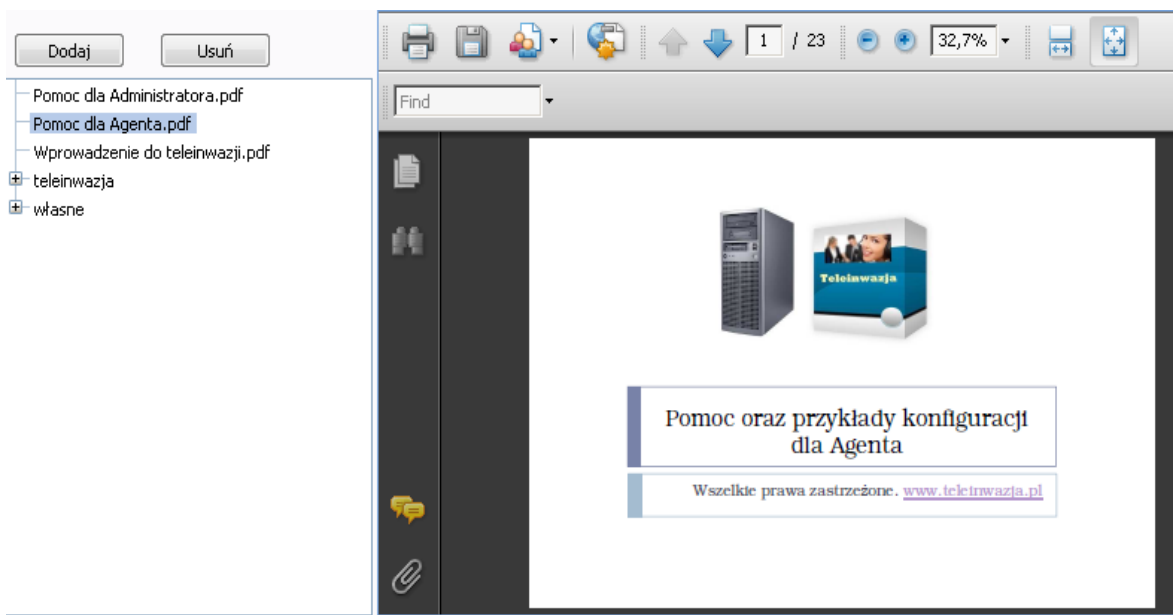 Dodaj
Usuń
Pomoc dla Administratora.pdf
Pomoc dla Agenta.pdf
Wprowadzenie do teleinwazji.pdf
teleinwazja
własne
1 / 23
32,7%
Find
Teleinwazja
Pomoc oraz przykłady konfiguracji
dla Agenta
Wszelkie prawa zastrzeżone. www.teleinwazja.pl